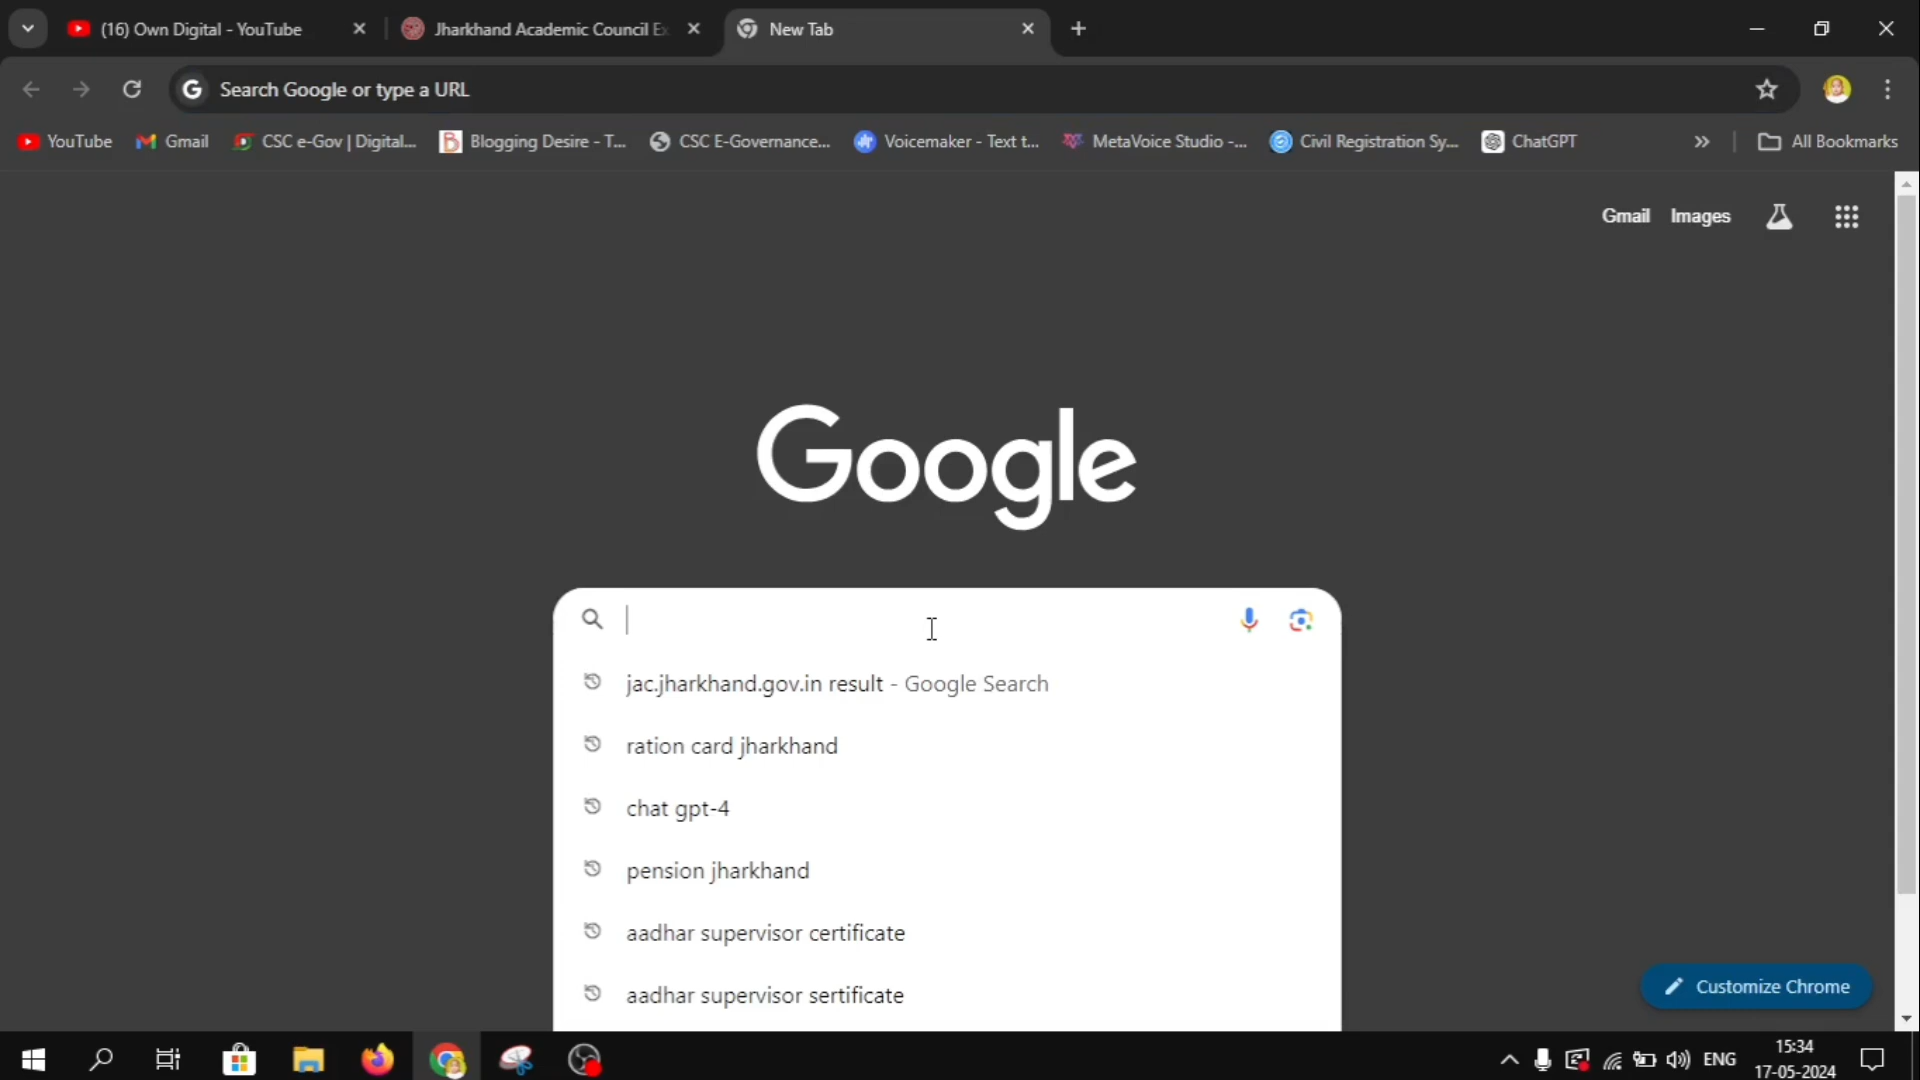 (16) Own Digital - YouTube
Jharkhand Academic Council Ex
New Tab
Search Google or type a URL
YouTube
Gmail
CSC e-Gov | Digital...
Blogging Desire - T...
CSC E-Governance...
Voicemaker - Text t...
MetaVoice Studio -...
Civil Registration Sy...
ChatGPT
All Bookmarks
Gmail
Images
Google
jac.jharkhand.gov.in result - Google Search
ration card jharkhand
chat gpt-4
pension jharkhand
aadhar supervisor certificate
aadhar supervisor sertificate
Customize Chrome
ENG
15:34
17-05-2024